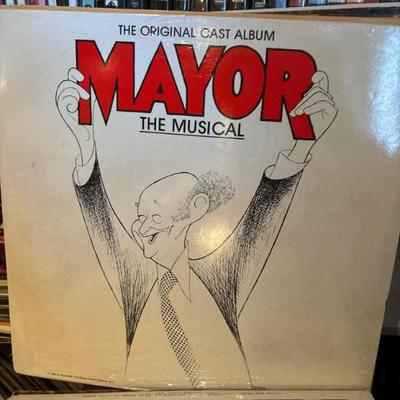 THE ORIGINAL CAST ALBUM
MAYOR
THE MUSICAL